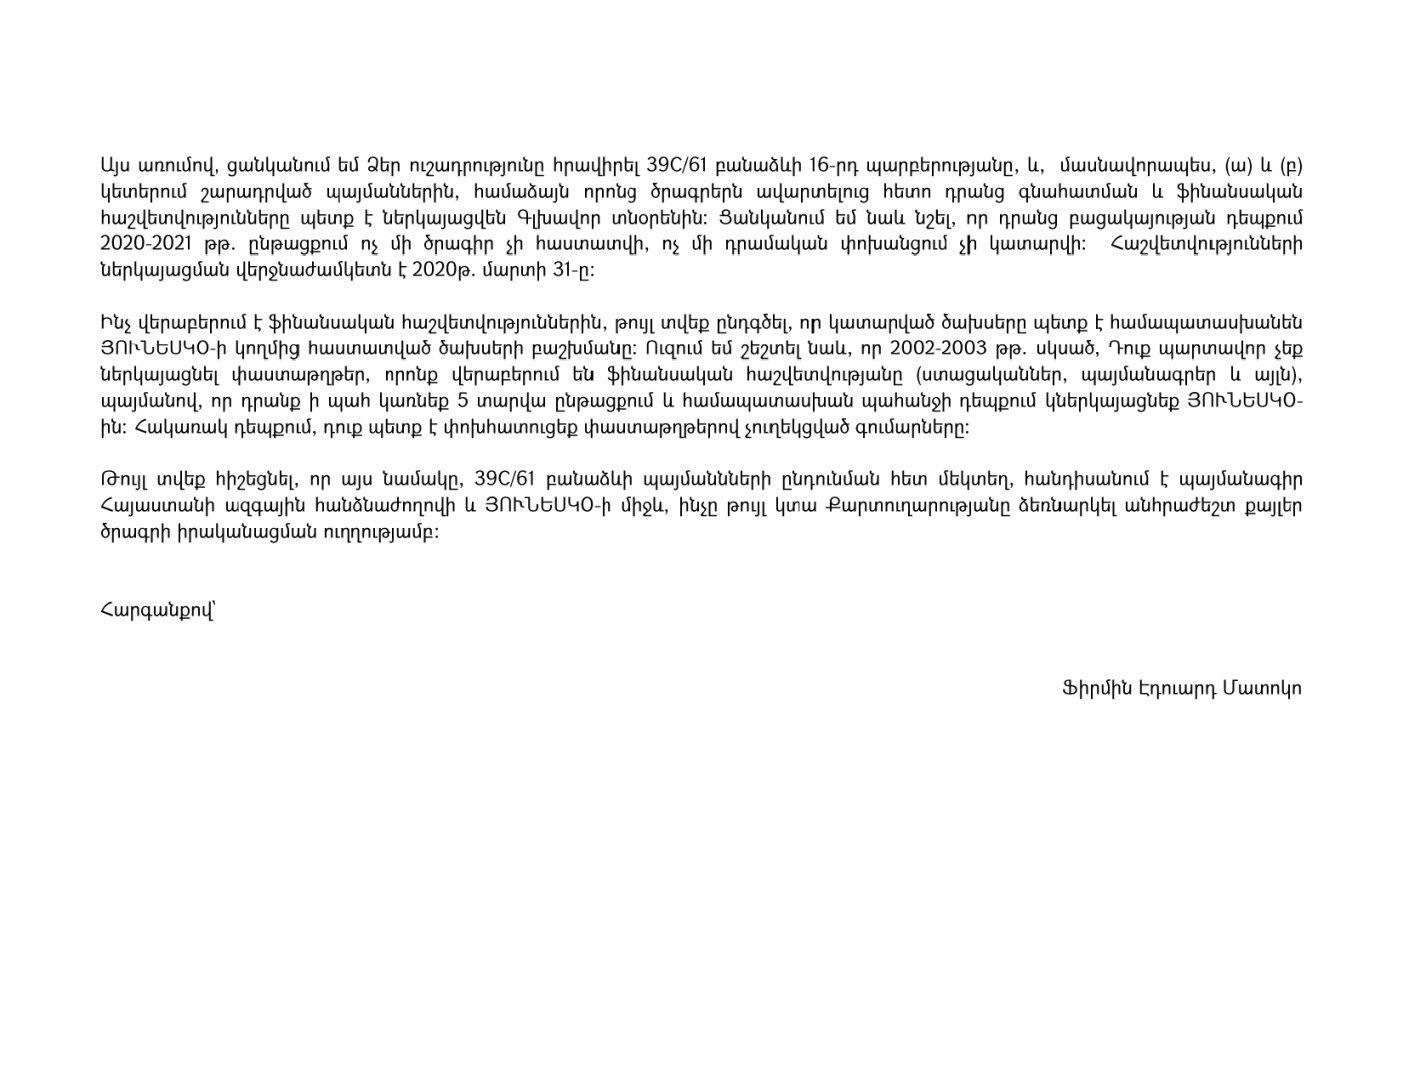 Այս առումով, ցանկանում եմ Ձեր ուշադրությունը հրավիրել 39C/61 բանաձևի 16-րդ պարբերությանը, և, մասնավորապես, (ա) և (բ)
կետերում շարադրված պայմաններին, համաձայն որոնց ծրագրերն ավարտելուց հետո դրանց գնահատման և ֆինանսական
հաշվետվությունները պետք է ներկայացվեն Գլխավոր տնօրենին: Ցանկանում եմ նաև նշել, որ դրանց բացակայության դեպքում
2020-2021 թթ. ընթացքում ոչ մի ծրագիր չի հաստատվի, ոչ մի դրամական փոխանցում չի կատարվի: Հաշվետվությունների
ներկայացման վերջնաժամկետն է 2020թ. մարտի 31-ը:
Ինչ վերաբերում է ֆինանսական հաշվետվություններին, թույլ տվեք ընդգծել, որ կատարված ծախսերը պետք է համապատասխանեն
ՅՈՒՆԵՍԿՕ-ի կողմից հաստատված ծախսերի բաշխմանը: Ուզում եմ շեշտել նաև, որ 2002-2003 թթ. սկսած, Դուք պարտավոր չեք
ներկայացնել փաստաթղթեր, որոնք վերաբերում են ֆինանսական հաշվետվությանը (ստացականներ, պայմանագրեր և այլն),
պայմանով, որ դրանք ի պահ կառնեք 5 տարվա ընթացքում և համապատասխան պահանջի դեպքում կներկայացնեք ՅՈՒՆԵՍԿՕ-
ին: Հակառակ դեպքում, դուք պետք է փոխհատուցեք փաստաթղթերով չուղեկցված գումարները:
Թույլ տվեք հիշեցնել, որ այս նամակը, 39C/61 բանաձևի պայմաննների ընդունման հետ մեկտեղ, հանդիսանում է պայմանագիր
Հայաստանի ազգային հանձնաժողովի և ՅՈՒՆԵՍԿՕ-ի միջև, ինչը թույլ կտա Քարտուղարությանը ձեռնարկել անհրաժեշտ քայլեր
ծրագրի իրականացման ուղղությամբ:
Հարգանքով՝
Ֆիրմին Էդուարդ Մատոկո